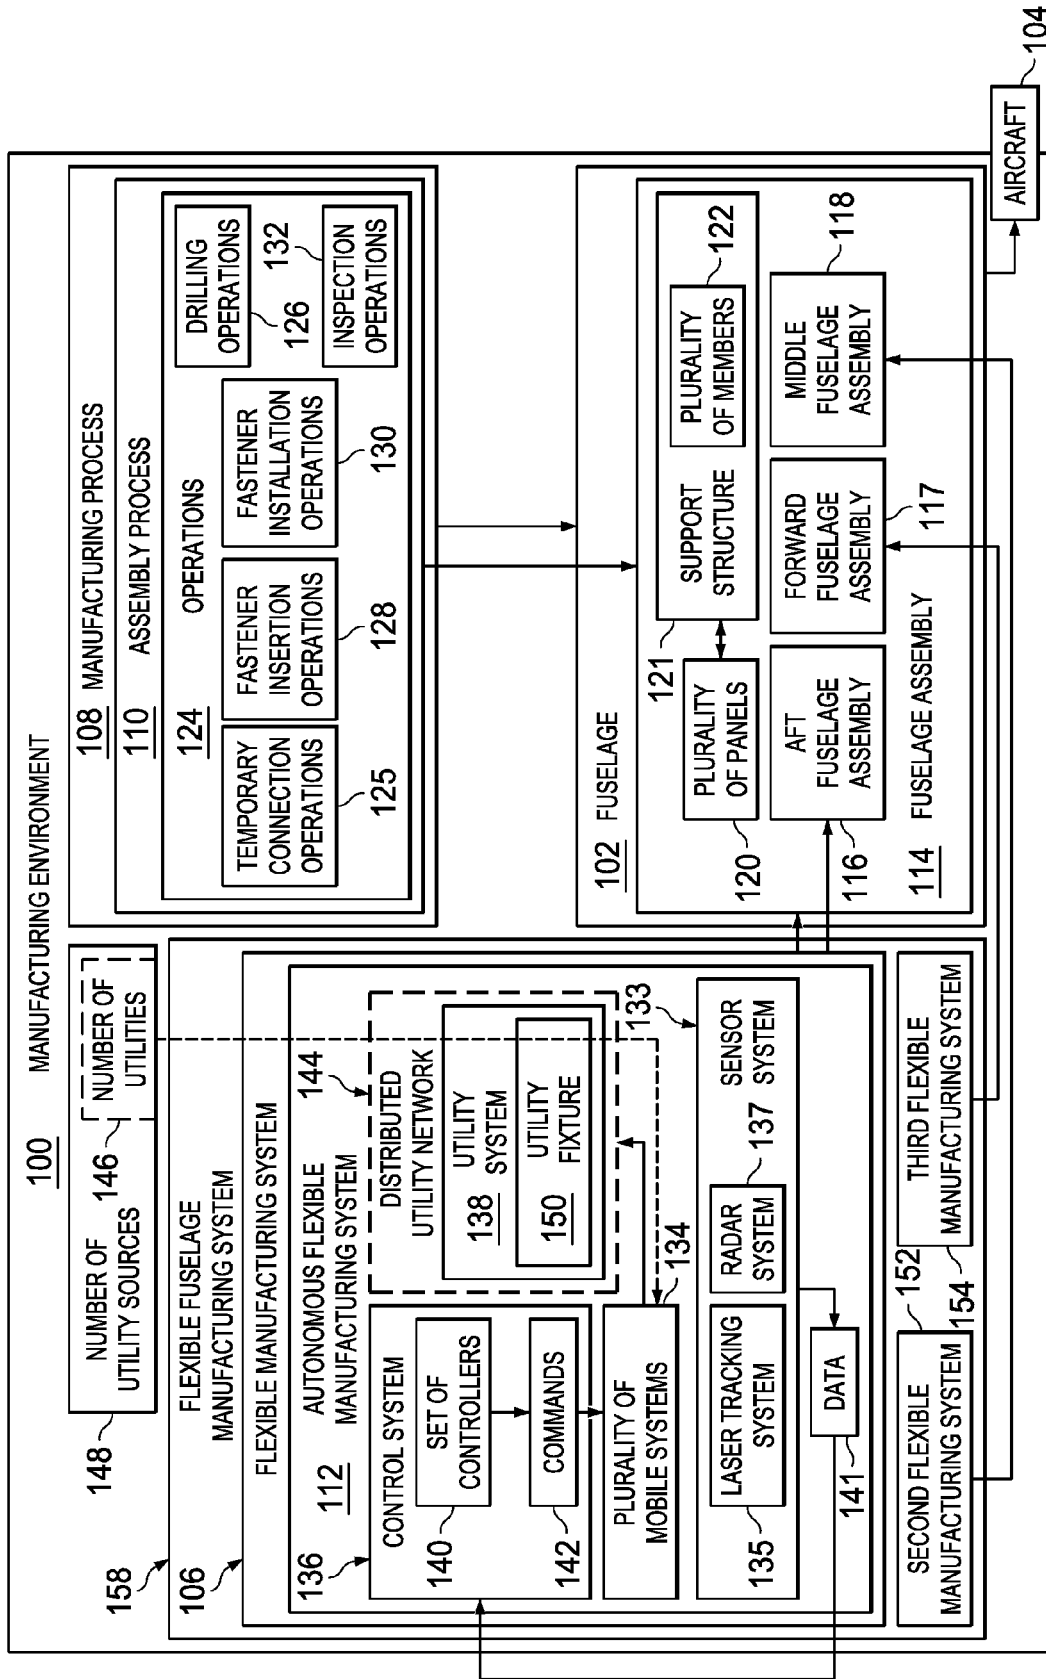 100
MANUFACTURING ENVIRONMENT
148
NUMBER OF
UTILITY SOURCES
146
NUMBER OF
UTILITIES
108
MANUFACTURING PROCESS
110
ASSEMBLY PROCESS
124
OPERATIONS
TEMPORARY
CONNECTION
OPERATIONS
125
FASTENER
INSERTION
OPERATIONS
128
FASTENER
INSTALLATION
OPERATIONS
130
DRILLING
OPERATIONS
126
132
INSPECTION
OPERATIONS
158
FLEXIBLE FUSELAGE
MANUFACTURING SYSTEM
106
FLEXIBLE MANUFACTURING SYSTEM
AUTONOMOUS FLEXIBLE
MANUFACTURING SYSTEM
112
136
CONTROL SYSTEM
SET OF
CONTROLLERS
140
COMMANDS
142
144
DISTRIBUTED
UTILITY NETWORK
UTILITY
SYSTEM
138
UTILITY
FIXTURE
150
PLURALITY OF
MOBILE SYSTEMS
134
133
SENSOR
SYSTEM
LASER TRACKING
SYSTEM
135
RADAR
SYSTEM
137
DATA
141
SECOND FLEXIBLE
MANUFACTURING SYSTEM
152
THIRD FLEXIBLE
MANUFACTURING SYSTEM
154
102
FUSELAGE
121
SUPPORT
STRUCTURE
PLURALITY
OF MEMBERS
122
PLURALITY
OF PANELS
120
AFT
FUSELAGE
ASSEMBLY
116
FORWARD
FUSELAGE
ASSEMBLY
117
MIDDLE
FUSELAGE
ASSEMBLY
118
114
FUSELAGE ASSEMBLY
AIRCRAFT
104